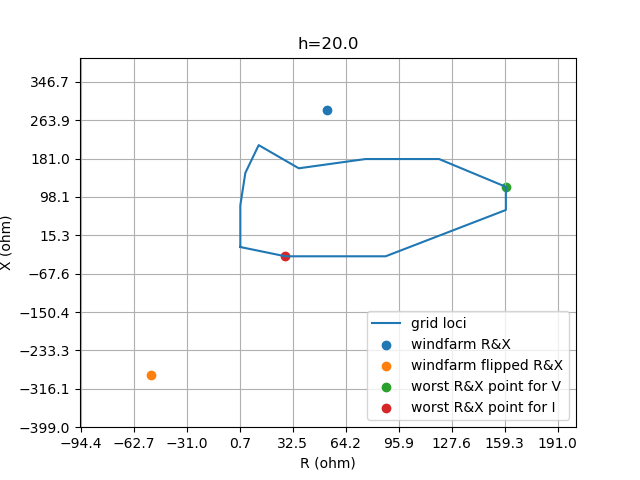 h=20.0
346.7
263.9
181.0
98.1
15.3
−67.6
−150.4
−233.3
−316.1
−399.0
X (ohm)
grid loci
windfarm R&X
windfarm flipped R&X
worst R&X point for V
worst R&X point for I
−94.4 −62.7 −31.0 0.7 32.5 64.2 95.9 127.6 159.3 191.0
R (ohm)